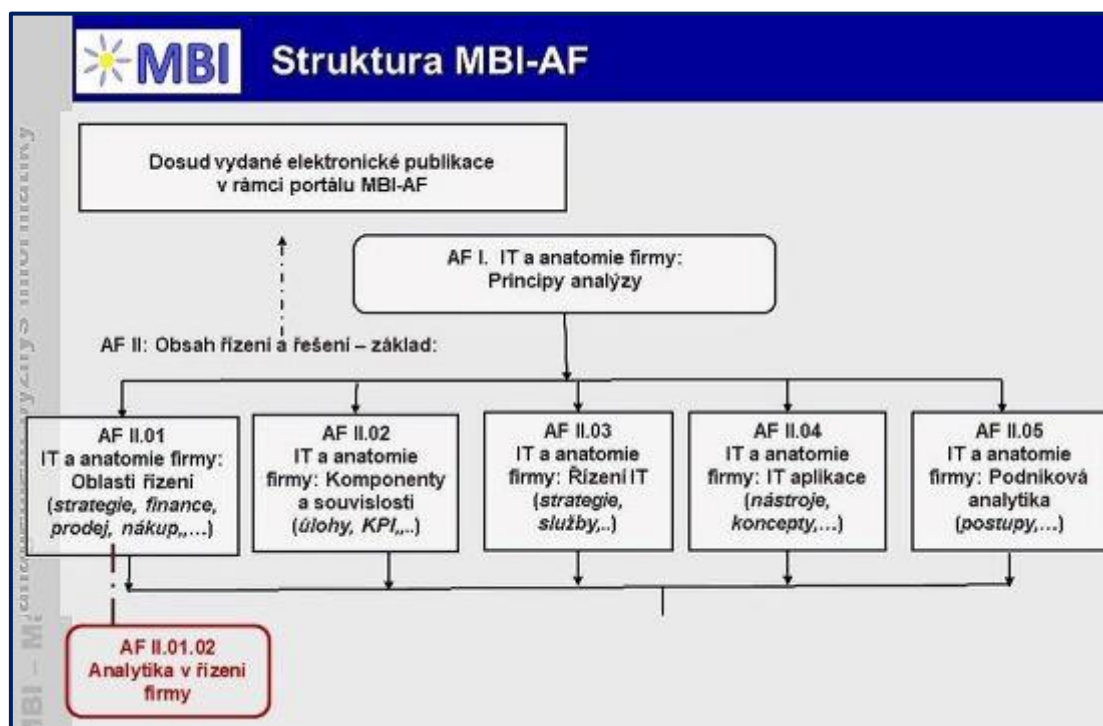 MBI
Struktura MBI-AF
Dosud vydané elektronické publikace
v rámci portálu MBI-AF
AF I. IT a anatomie firmy:
Principy analýzy
AF II: Obsah řízení a řešení – základ:
AF II.01
IT a anatomie firmy:
Oblasti řízení
(strategie, finance,
prodej, nákup,,…)
AF II.02
IT a anatomie
firmy: Komponenty
a souvislosti
(úlohy, KPI,,..)
AF II.03
IT a anatomie
firmy: Řízení IT
(strategie,
služby,..)
AF II.04
IT a anatomie
firmy: IT aplikace
(nástroje,
koncepty,…)
AF II.05
IT a anatomie
firmy: Podniková
analytika
(postupy,…)
AF II.01.02
Analytika v řízení
firmy
MBI –